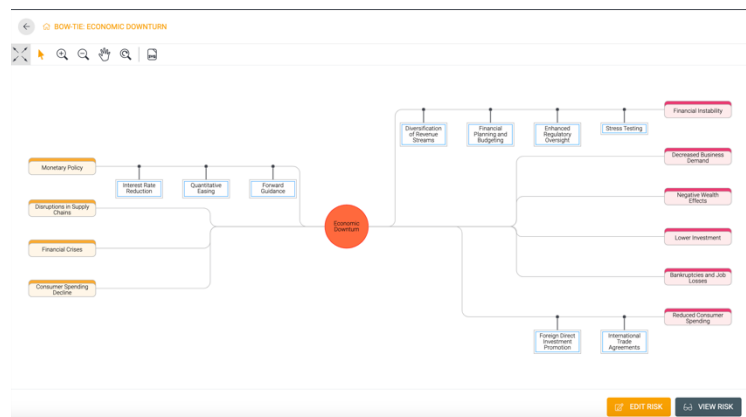 BOW-TIE: ECONOMIC DOWNTURN
Financial Instability
Diversification
of Revenue
Streams
Financial
Planning and
Budgeting
Enhanced
Regulatory
Oversight
Stress Testing
Decreased Business
Demand
Monetary Policy
Interest Rate
Reduction
Quantitative
Easing
Forward
Guidance
Negative Wealth
Effects
Disruptions in Supply
Chains
Economic
Downturn
Lower Investment
Financial Crises
Bankruptcies and Job
Losses
Consumer Spending
Decline
Reduced Consumer
Spending
Foreign Direct
Investment
Promotion
International
Trade
Agreements
EDIT RISK
VIEW RISK